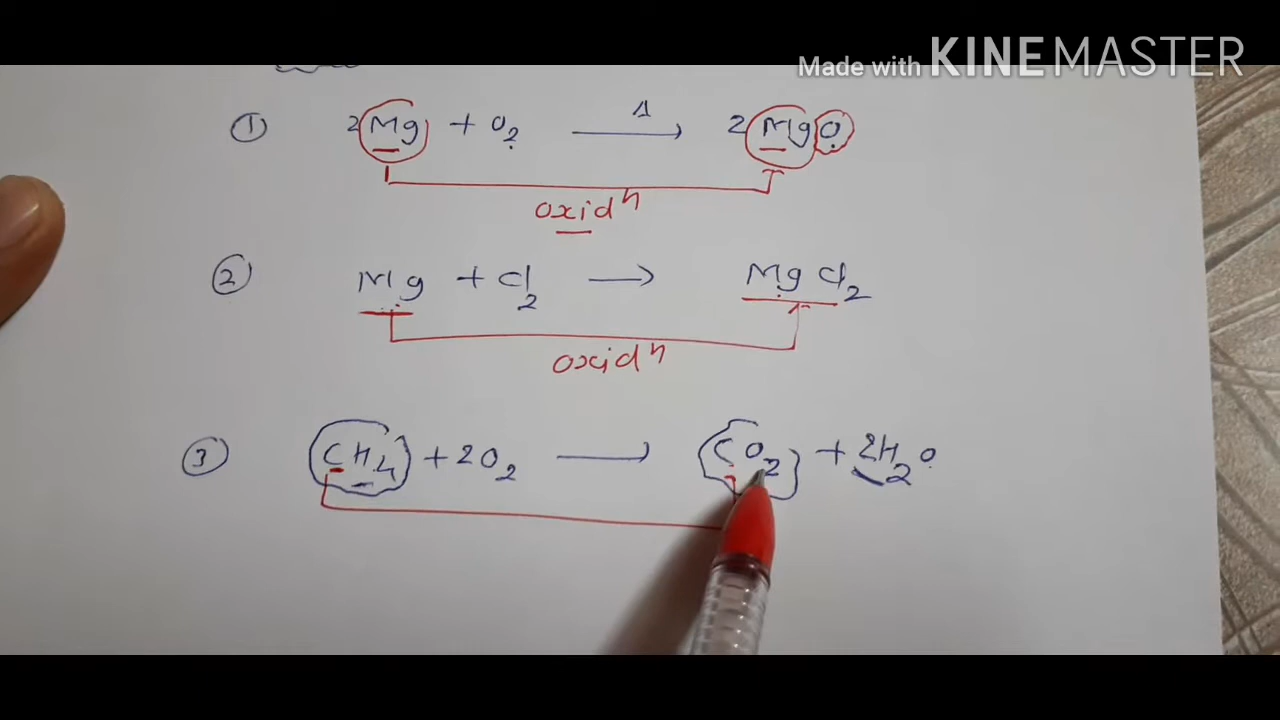 Made with KINEMASTER
① 2Mg + O₂ ⟶ Δ 2MgO
oxidⁿ
② Mg + Cl₂ ⟶ MgCl₂
oxidⁿ
③ CH₄ + 2O₂ ⟶ CO₂ + 2H₂O